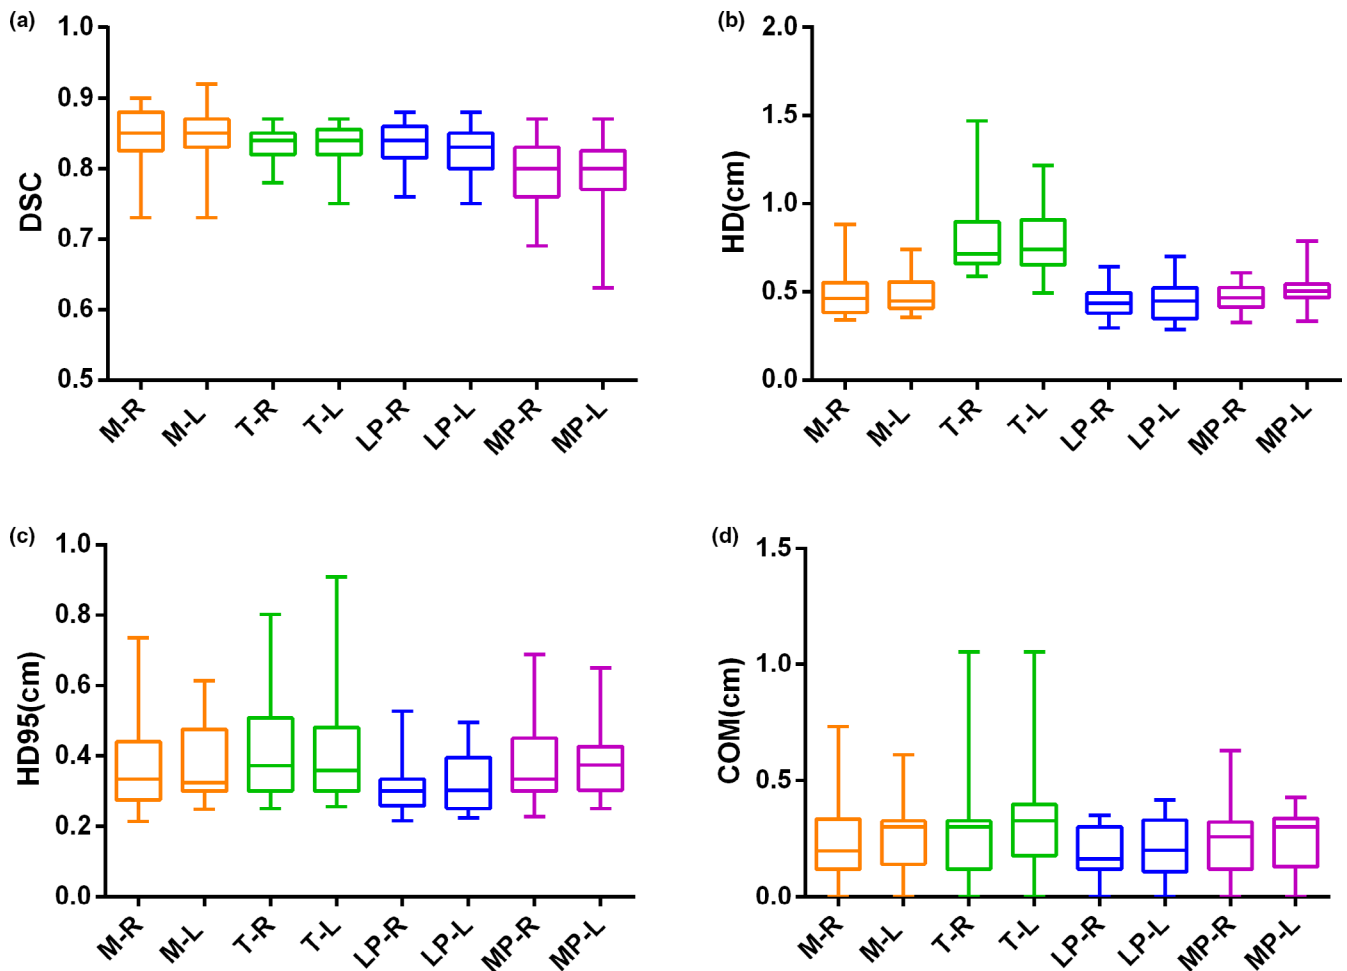 (a)
DSC
1.0
0.9
0.8
0.7
0.6
0.5
M-R
M-L
T-R
T-L
LP-R
LP-L
MP-R
MP-L
(b)
HD(cm)
2.0
1.5
1.0
0.5
0.0
M-R
M-L
T-R
T-L
LP-R
LP-L
MP-R
MP-L
(c)
HD95(cm)
1.0
0.8
0.6
0.4
0.2
0.0
M-R
M-L
T-R
T-L
LP-R
LP-L
MP-R
MP-L
(d)
COM(cm)
1.5
1.0
0.5
0.0
M-R
M-L
T-R
T-L
LP-R
LP-L
MP-R
MP-L